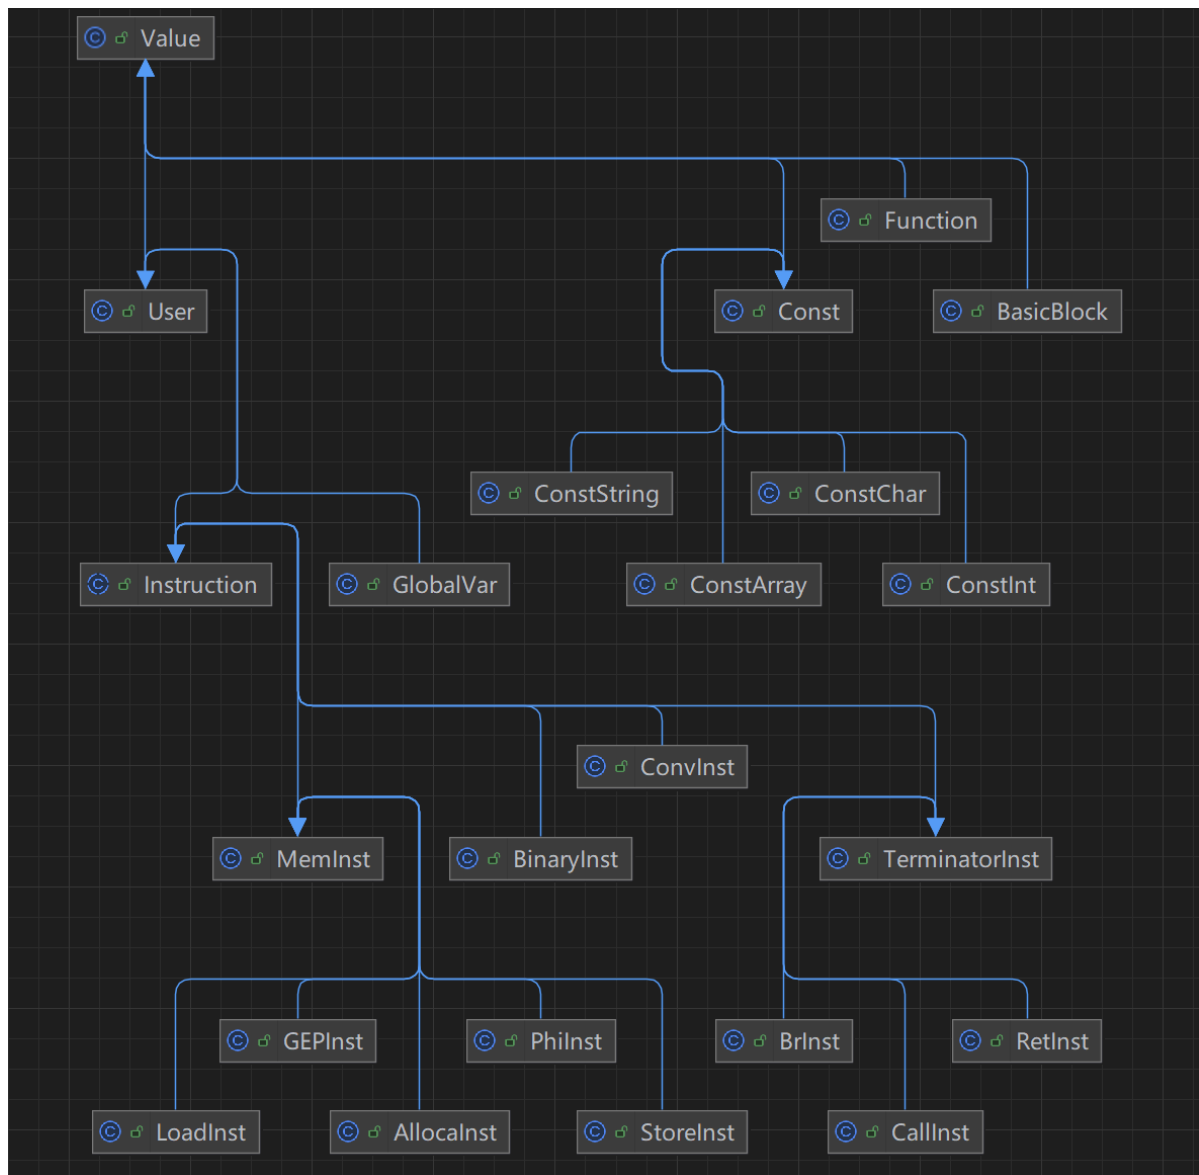 Value
Function
User
Const
BasicBlock
ConstString
ConstChar
Instruction
GlobalVar
ConstArray
ConstInt
ConvInst
MemInst
BinaryInst
TerminatorInst
GEPInst
PhiInst
BrInst
RetInst
LoadInst
AllocaInst
StoreInst
CallInst